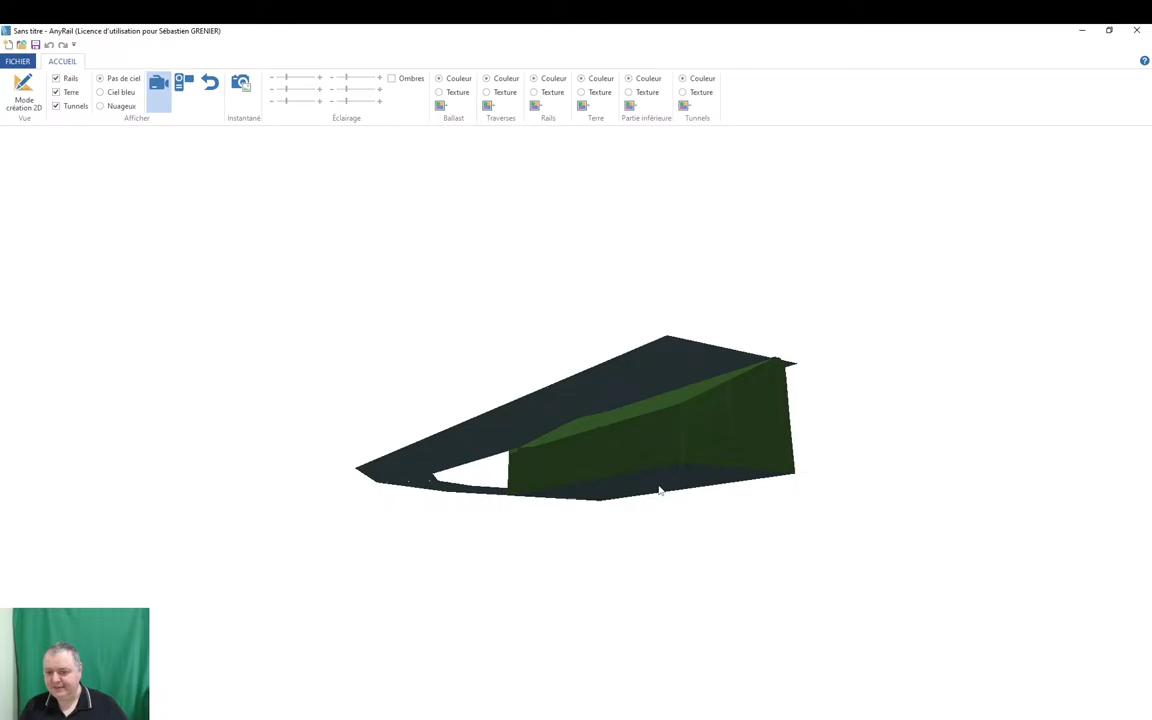 Sans titre - AnyRail (Licence d'utilisation pour Sébastien GRENIER)
FICHIER
ACCUEIL
Mode
création 2D
Vue
Rails
Terre
Tunnels
Pas de ciel
Ciel bleu
Nuageux
Afficher
Instantané
- + - +
- + - +
- + - +
Ombres
Éclairage
Couleur
Texture
Ballast
Couleur
Texture
Traverses
Couleur
Texture
Rails
Couleur
Texture
Terre
Couleur
Texture
Partie inférieure
Couleur
Texture
Tunnels
?